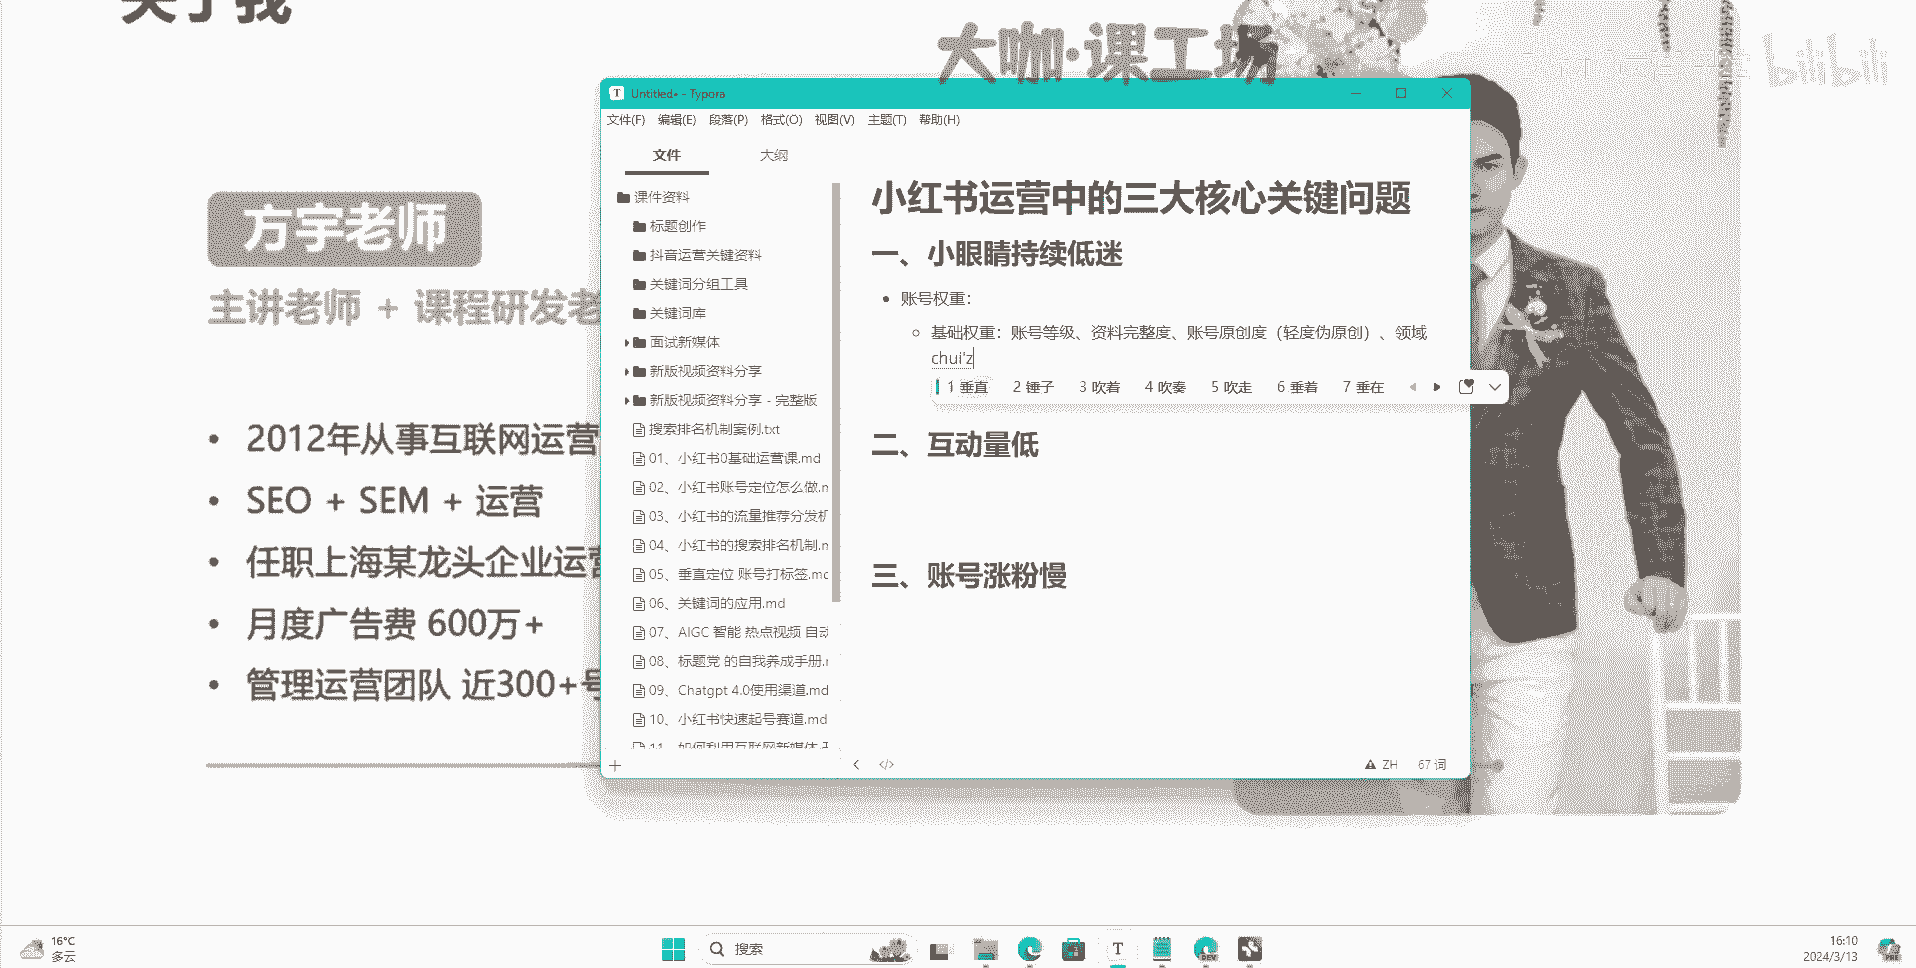 关于我
大咖·课工场
bilibili
方宇老师
主讲老师 + 课程研发老
2012年从事互联网运营
SEO + SEM + 运营
任职上海某龙头企业运营
月度广告费 600万+
管理运营团队 近300+号
Untitled• - Typora
文件(F) 编辑(E) 段落(P) 格式(O) 视图(V) 主题(T) 帮助(H)
文件 大纲
课件资料
标题创作
抖音运营关键资料
关键词分组工具
关键词库
面试新媒体
新版视频资料分享
新版视频资料分享 - 完整版
搜索排名机制案例.txt
01、小红书0基础运营课.md
02、小红书账号定位怎么做.m
03、小红书的流量推荐分发机
04、小红书的搜索排名机制.m
05、垂直定位 账号打标签.md
06、关键词的应用.md
07、AIGC 智能 热点视频 自动
08、标题党 的自我养成手册.m
09、Chatgpt 4.0使用渠道.md
10、小红书快速起号赛道.md
11、如何利用互联网新媒体
小红书运营中的三大核心关键问题
一、小眼睛持续低迷
账号权重：
基础权重：账号等级、资料完整度、账号原创度（轻度伪原创）、领域
chui'z
1 垂直 2 锤子 3 吹着 4 吹奏 5 吹走 6 垂着 7 垂在
二、互动量低
三、账号涨粉慢
ZH 67 词
16°C
多云
搜索
DEV
16:10
2024/3/13
PRE